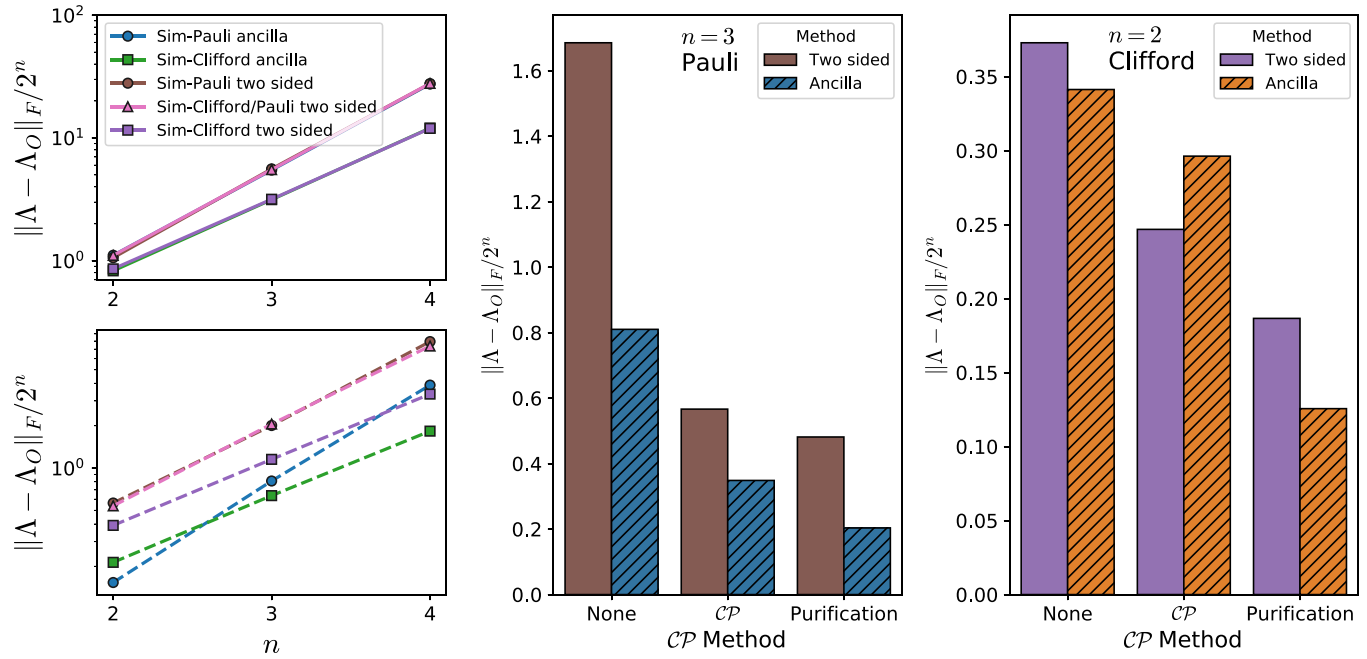 10²
10¹
10⁰
‖Λ − Λ_O‖_F/2ⁿ
Sim-Pauli ancilla
Sim-Clifford ancilla
Sim-Pauli two sided
Sim-Clifford/Pauli two sided
Sim-Clifford two sided
2 3 4
10⁰
‖Λ − Λ_O‖_F/2ⁿ
2 3 4
n
1.6
1.4
1.2
1.0
0.8
0.6
0.4
0.2
0.0
‖Λ − Λ_O‖_F/2ⁿ
n = 3
Pauli
Method
Two sided
Ancilla
None 𝒞𝒫 Purification
𝒞𝒫 Method
0.35
0.30
0.25
0.20
0.15
0.10
0.05
0.00
‖Λ − Λ_O‖_F/2ⁿ
n = 2
Clifford
Method
Two sided
Ancilla
None 𝒞𝒫 Purification
𝒞𝒫 Method